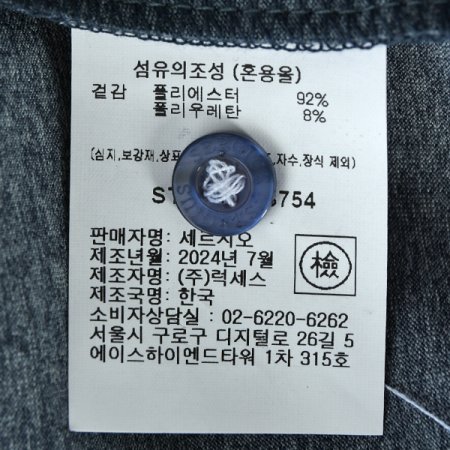 섬유의조성 (혼용율)
겉감 폴리에스터 92%
폴리우레탄 8%
(심지,보강재,상표 ,자수,장식 제외)
판매자명: 세르지오
제조년월: 2024년 7월
제조자명: (주)럭세스
제조국명: 한국
檢
소비자상담실 : 02-6220-6262
서울시 구로구 디지털로 26길 5
에이스하이엔드타워 1차 315호